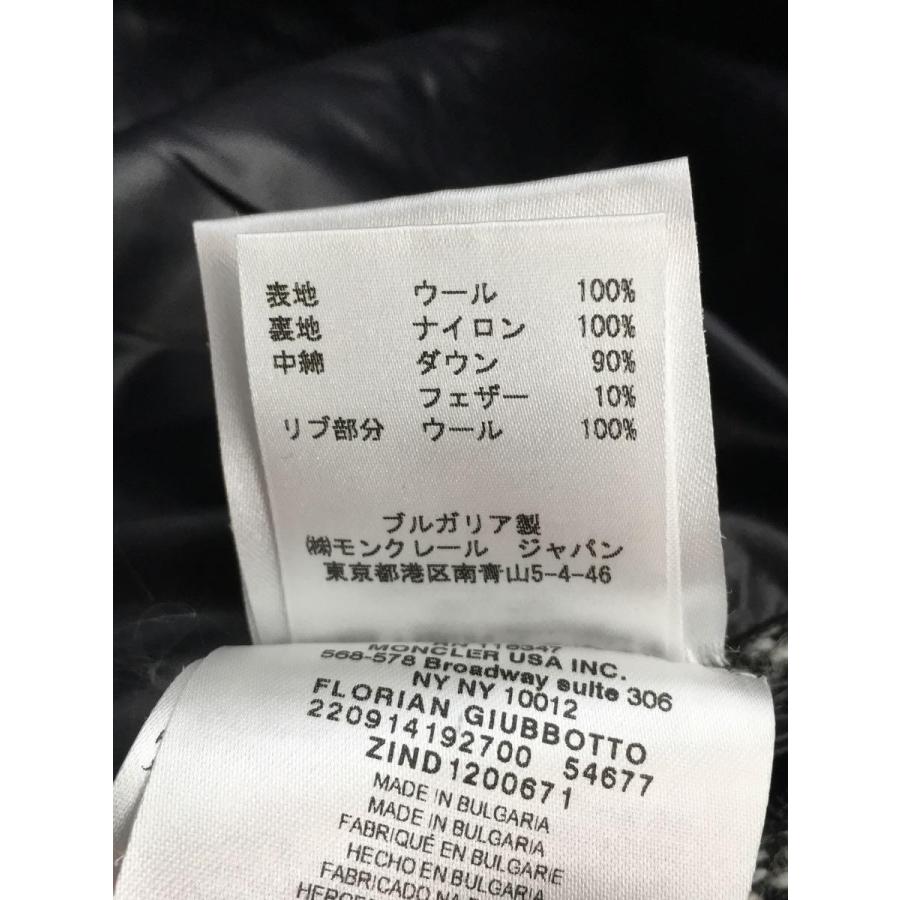 表地 ウール 100%
裏地 ナイロン 100%
中綿 ダウン 90%
フェザー 10%
リブ部分 ウール 100%
ブルガリア製
㈱モンクレール ジャパン
東京都港区南青山5-4-46
RN 116347
MONCLER USA INC.
568-578 Broadway suite 306
NY NY 10012
FLORIAN GIUBBOTTO
220914192700 54677
ZIND1200671
MADE IN BULGARIA
MADE IN BULGARIA
FABRIQUÉ EN BULGARIE
HECHO EN BULGARIA
FABRICADO NA